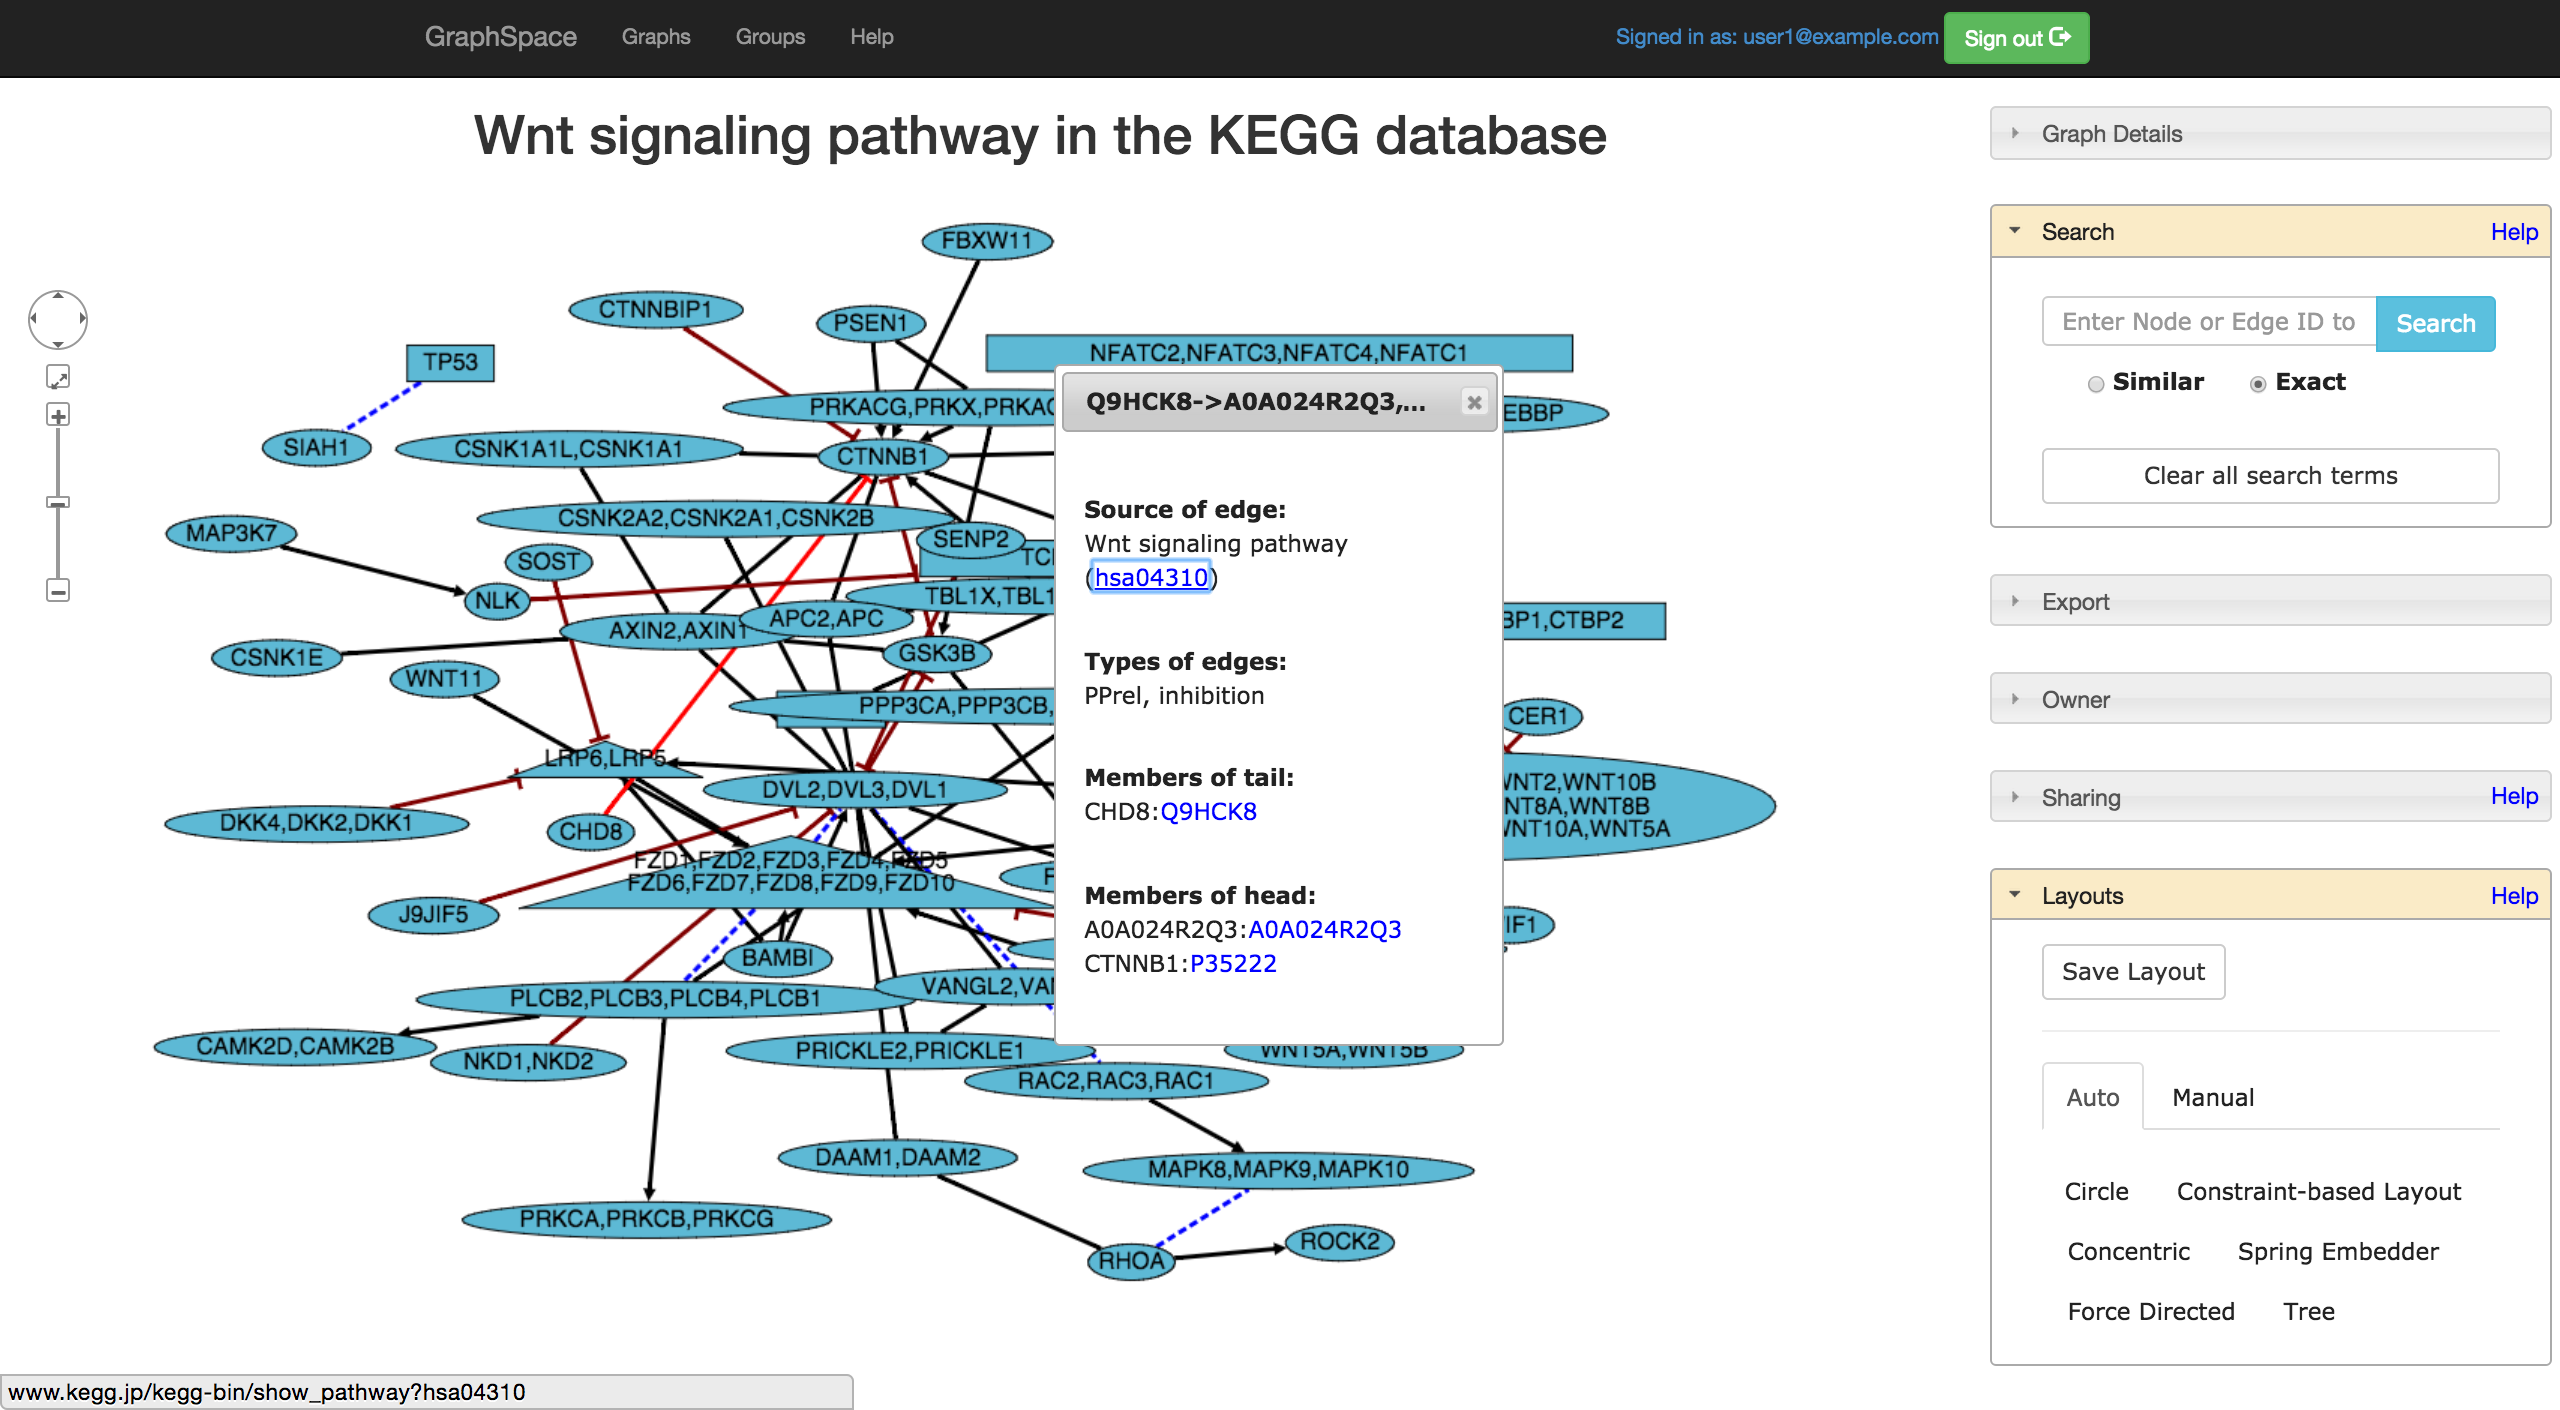 GraphSpace Graphs Groups Help Signed in as: user1@example.com Sign out
Wnt signaling pathway in the KEGG database
FBXW11
CTNNBIP1
PSEN1
NFATC2,NFATC3,NFATC4,NFATC1
TP53
PRKACG,PRKX,PRKAC
EBBP
SIAH1
CSNK1A1L,CSNK1A1
CTNNB1
CSNK2A2,CSNK2A1,CSNK2B
MAP3K7
SENP2
SOST
TCF
NLK
TBL1X,TBL1
APC2,APC
AXIN2,AXIN1
BP1,CTBP2
CSNK1E
GSK3B
WNT11
PPP3CA,PPP3CB,
CER1
LRP6,LRP5
DVL2,DVL3,DVL1
WNT2,WNT10B
NT8A,WNT8B
WNT10A,WNT5A
DKK4,DKK2,DKK1
CHD8
FZD1,FZD2,FZD3,FZD4,FZD5
FZD6,FZD7,FZD8,FZD9,FZD10
F
J9JIF5
IF1
BAMBI
VANGL2,VAN
PLCB2,PLCB3,PLCB4,PLCB1
CAMK2D,CAMK2B
NKD1,NKD2
PRICKLE2,PRICKLE1
WNT5A,WNT5B
RAC2,RAC3,RAC1
DAAM1,DAAM2
MAPK8,MAPK9,MAPK10
PRKCA,PRKCB,PRKCG
RHOA
ROCK2
Q9HCK8->A0A024R2Q3,...
Source of edge:
Wnt signaling pathway
(hsa04310)
Types of edges:
PPrel, inhibition
Members of tail:
CHD8:Q9HCK8
Members of head:
A0A024R2Q3:A0A024R2Q3
CTNNB1:P35222
Graph Details
Search Help
Enter Node or Edge ID to Search
Similar Exact
Clear all search terms
Export
Owner
Sharing Help
Layouts Help
Save Layout
Auto Manual
Circle Constraint-based Layout
Concentric Spring Embedder
Force Directed Tree
www.kegg.jp/kegg-bin/show_pathway?hsa04310